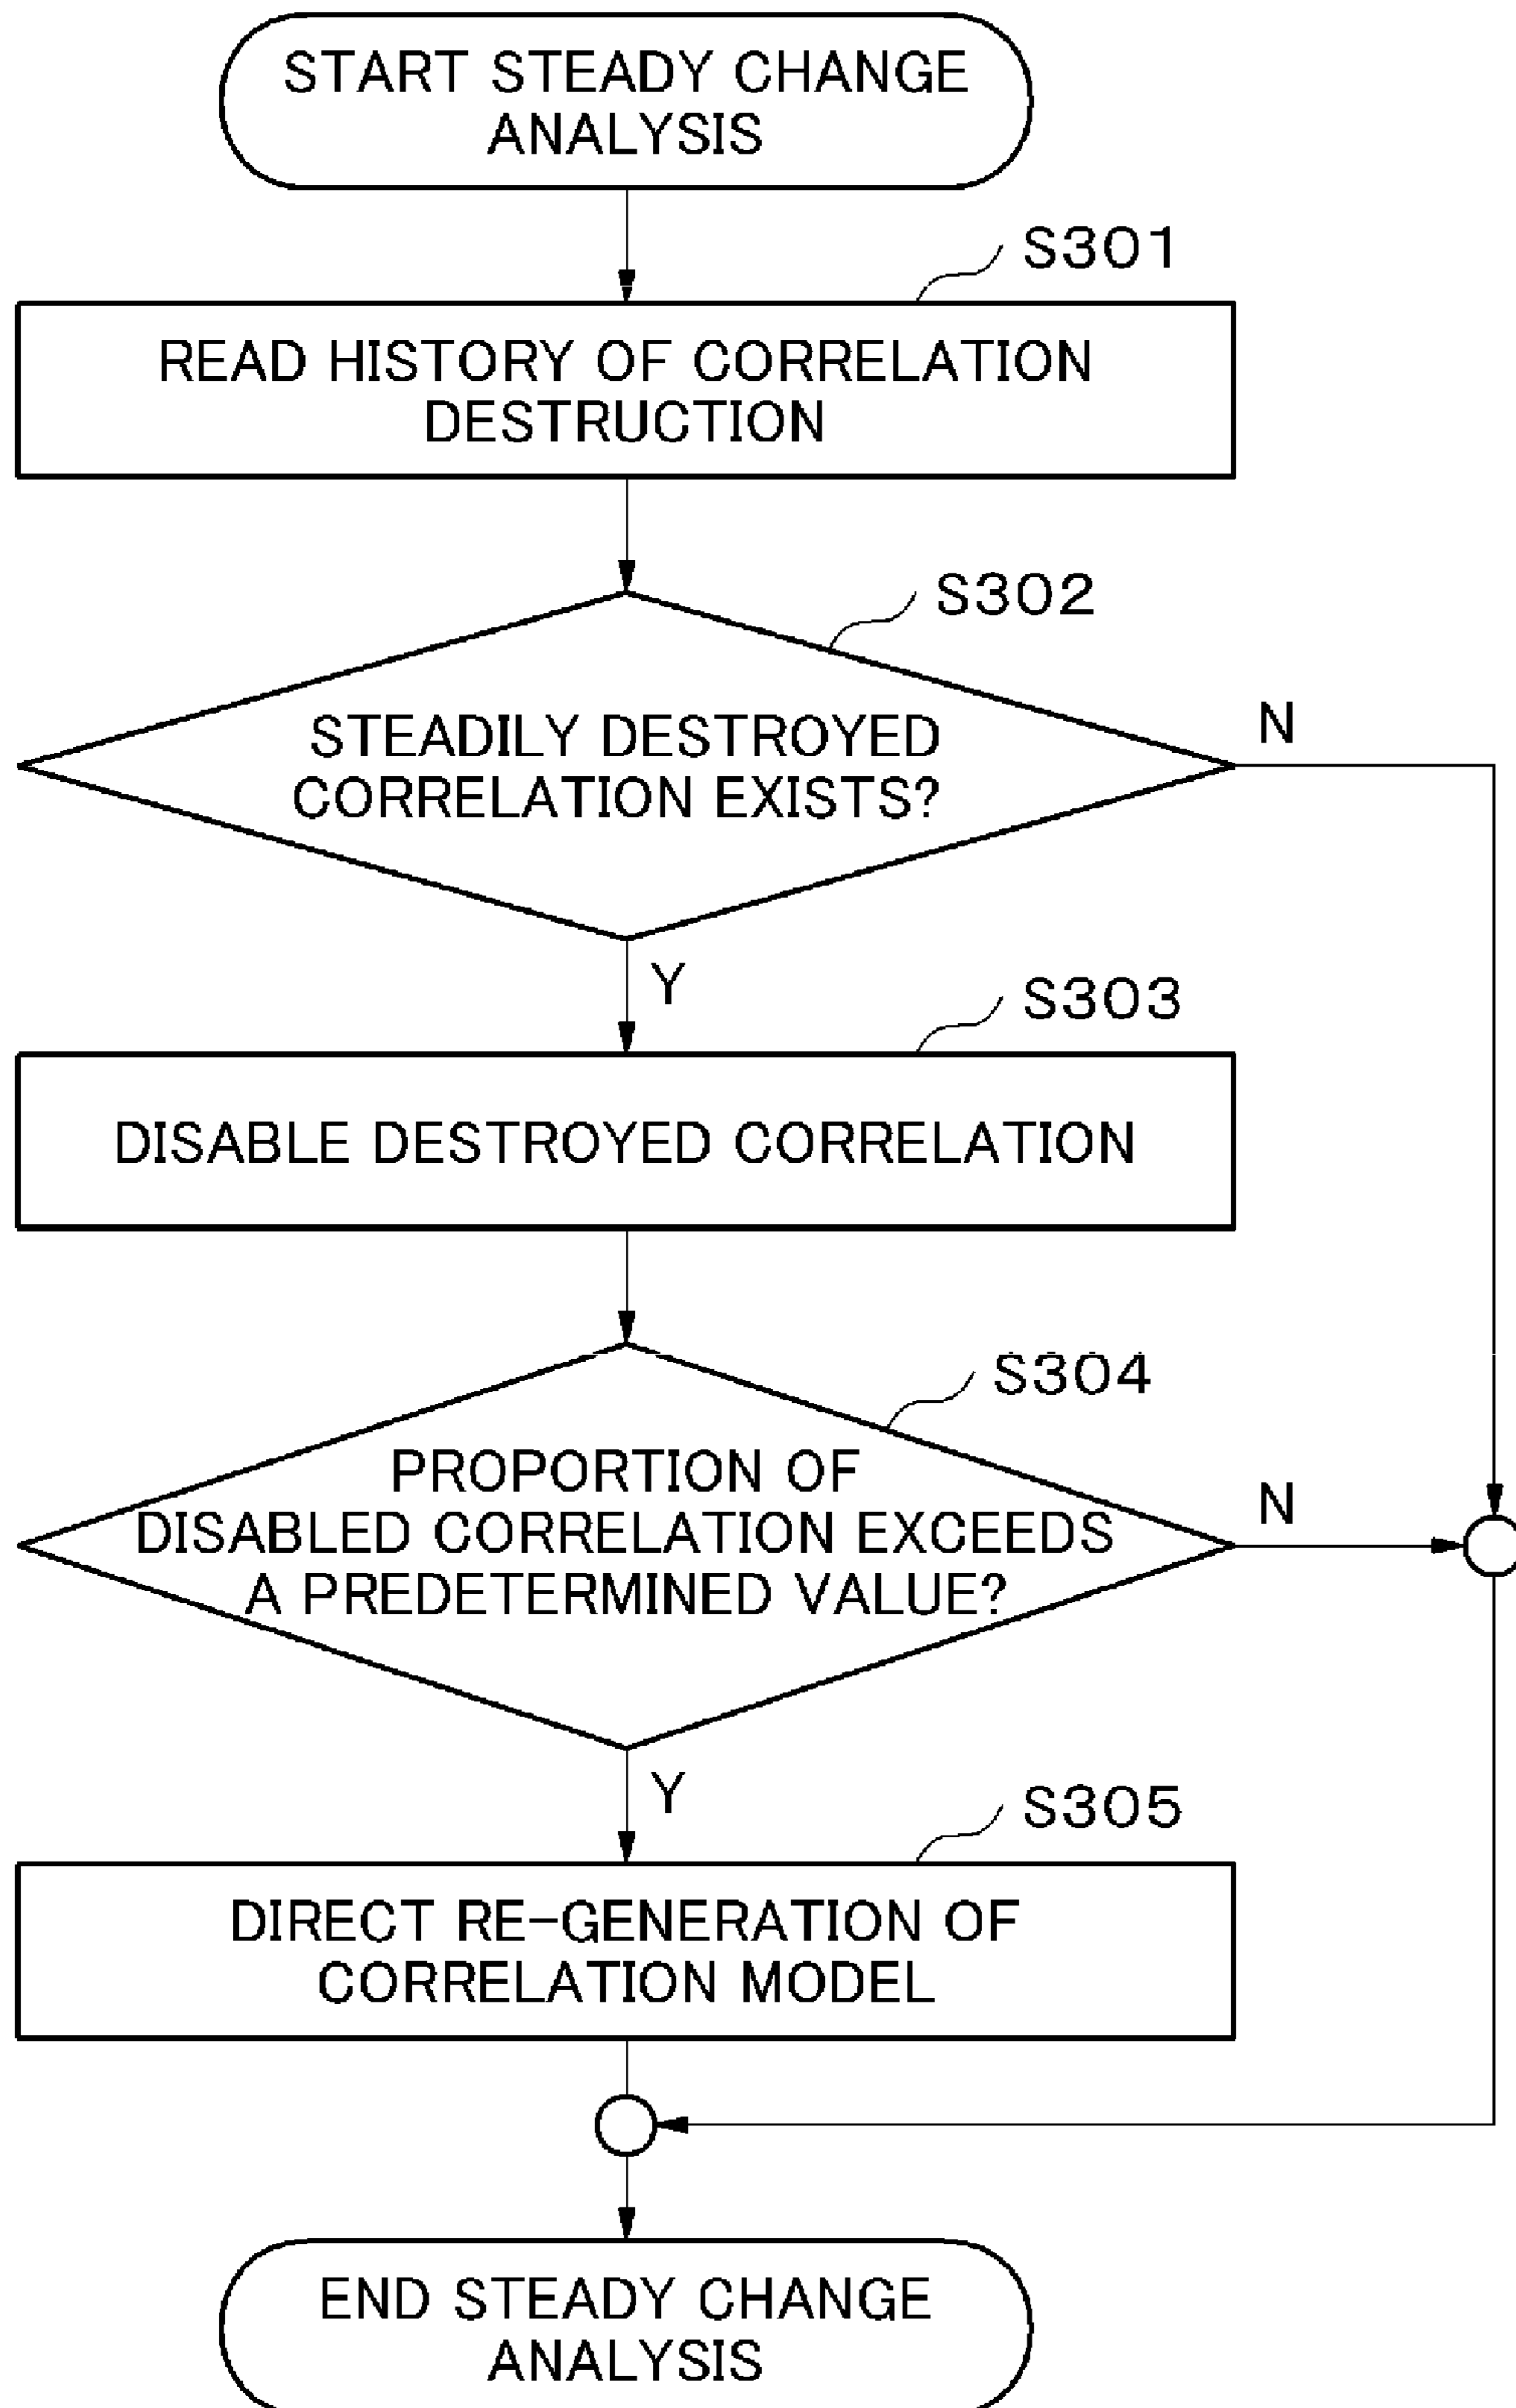 START STEADY CHANGE
ANALYSIS
S301
READ HISTORY OF CORRELATION
DESTRUCTION
S302
STEADILY DESTROYED
CORRELATION EXISTS?
N
Y
S303
DISABLE DESTROYED CORRELATION
S304
PROPORTION OF
DISABLED CORRELATION EXCEEDS
A PREDETERMINED VALUE?
N
Y
S305
DIRECT RE-GENERATION OF
CORRELATION MODEL
END STEADY CHANGE
ANALYSIS